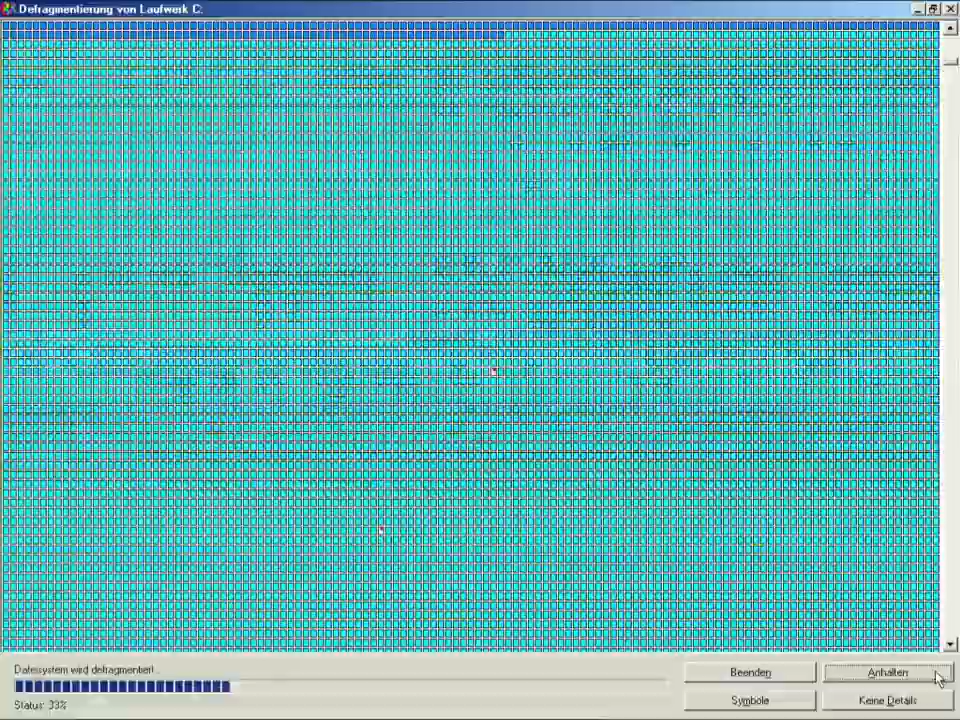 Defragmentierung von Laufwerk C:
Dateisystem wird defragmentiert...
Status: 33%
Beenden
Anhalten
Symbole
Keine Details